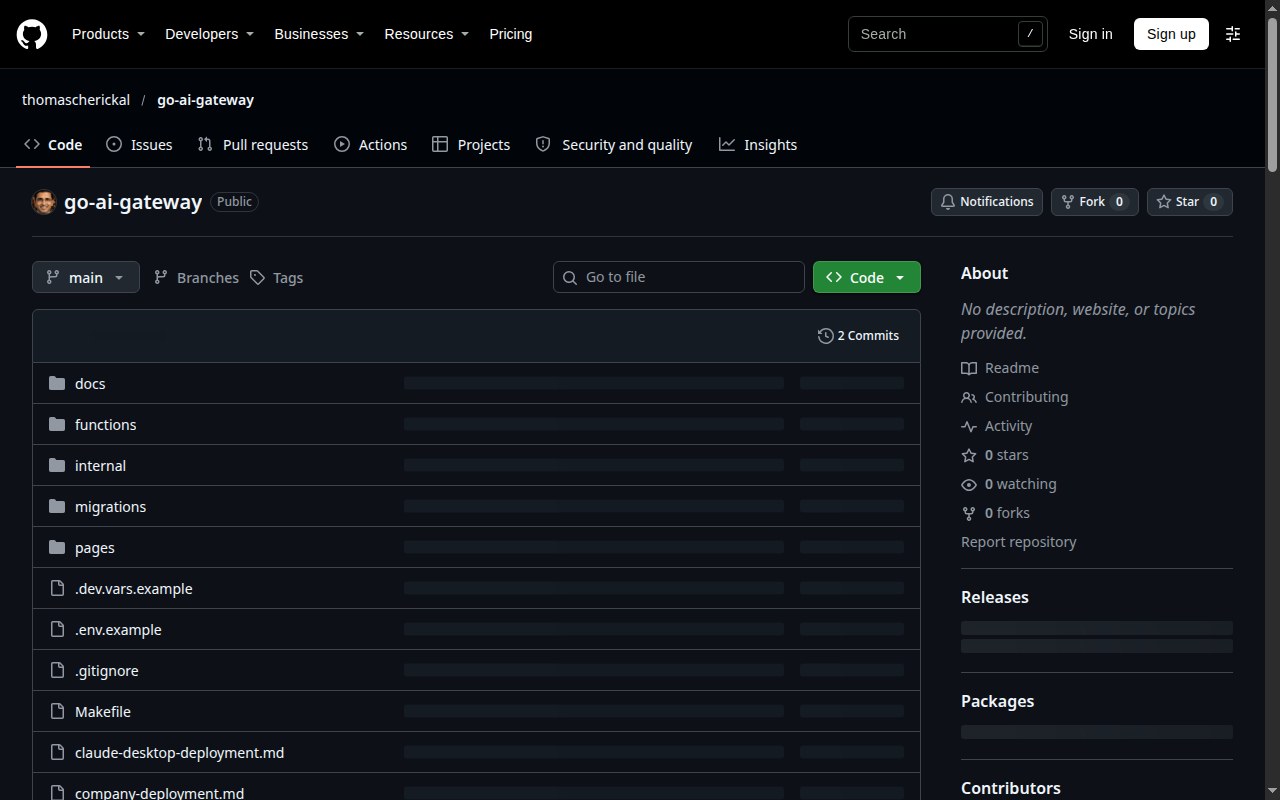 Products Developers Businesses Resources Pricing Search / Sign in Sign up
thomascherickal / go-ai-gateway
Code Issues Pull requests Actions Projects Security and quality Insights
go-ai-gateway Public Notifications Fork 0 Star 0
main Branches Tags Go to file Code
2 Commits
docs
functions
internal
migrations
pages
.dev.vars.example
.env.example
.gitignore
Makefile
claude-desktop-deployment.md
company-deployment.md
About
No description, website, or topics
provided.
Readme
Contributing
Activity
0 stars
0 watching
0 forks
Report repository
Releases
Packages
Contributors